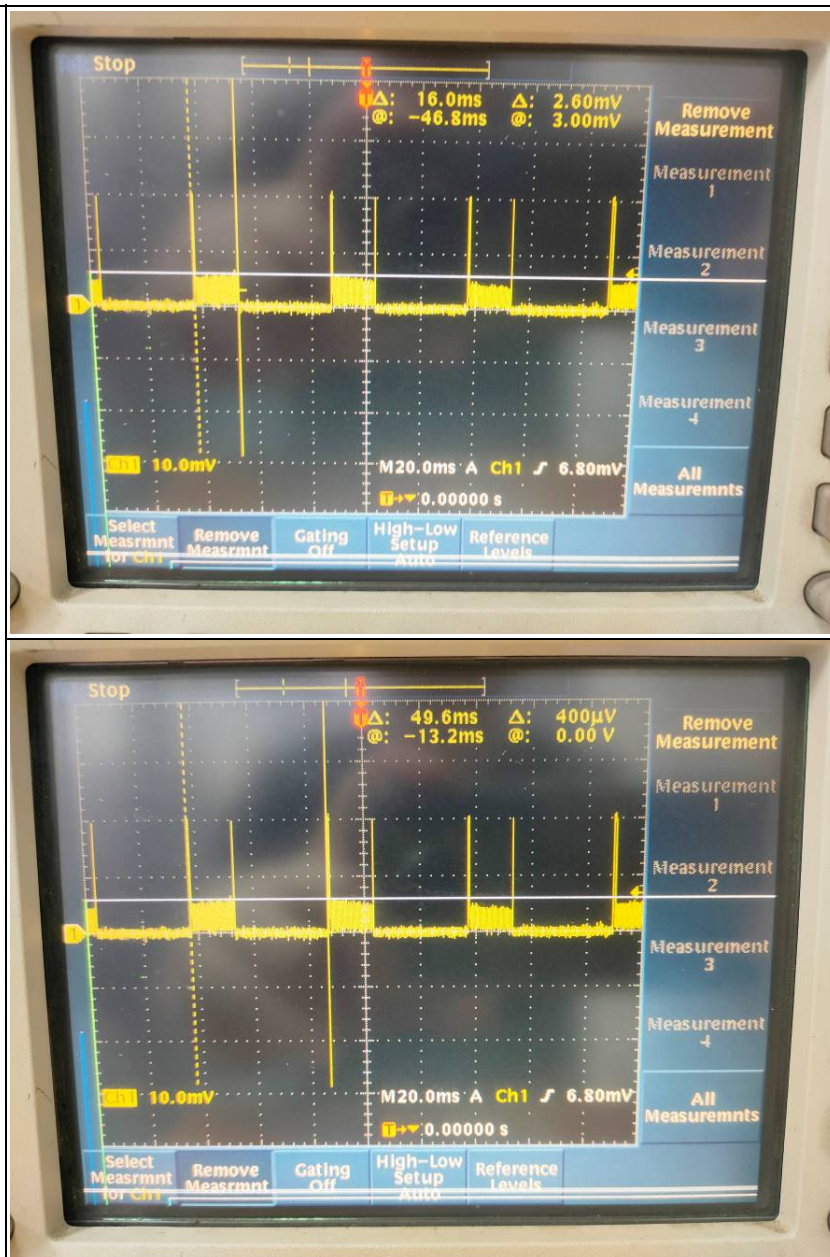 Stop
Δ: 16.0ms Δ: 2.60mV
@: -46.8ms @: 3.00mV
Remove Measurement
Measurement 1
Measurement 2
Measurement 3
Measurement 4
All Measuremnts
1
Ch1 10.0mV
M20.0ms A Ch1 ƒ 6.80mV
T 0.00000 s
Select Measrmnt for Ch1
Remove Measrmnt
Gating Off
High-Low Setup Auto
Reference Levels
Stop
Δ: 49.6ms Δ: 400µV
@: -13.2ms @: 0.00 V
Remove Measurement
Measurement 1
Measurement 2
Measurement 3
Measurement 4
All Measuremnts
1
Ch1 10.0mV
M20.0ms A Ch1 ƒ 6.80mV
T 0.00000 s
Select Measrmnt for Ch1
Remove Measrmnt
Gating Off
High-Low Setup Auto
Reference Levels